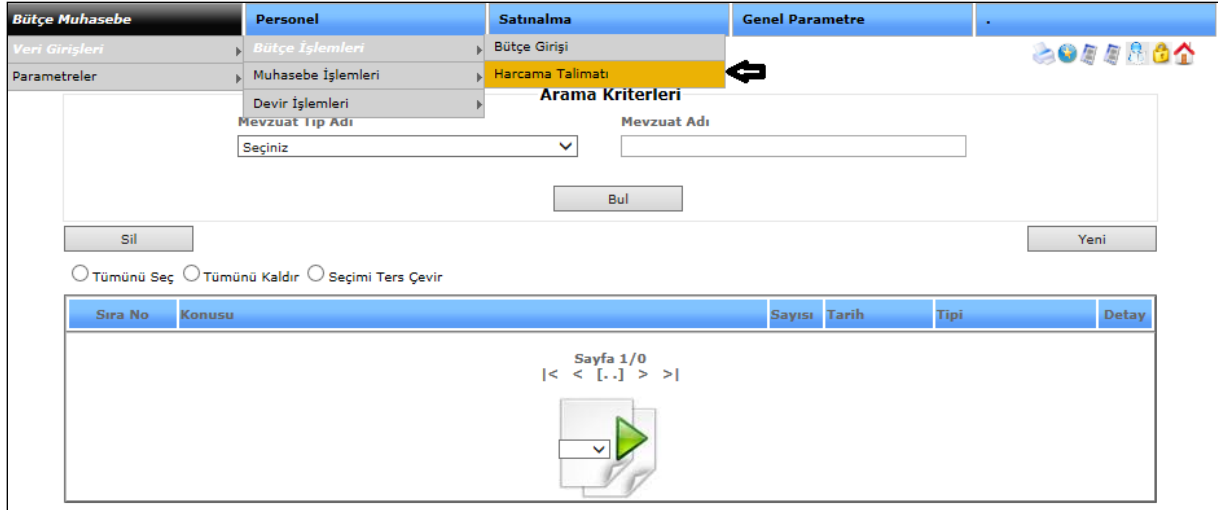 Bütçe Muhasebe Personel Satınalma Genel Parametre .
Veri Girişleri Bütçe İşlemleri Bütçe Girişi
Parametreler Muhasebe İşlemleri Harcama Talimatı
Devir İşlemleri
Arama Kriterleri
Mevzuat Tip Adı Mevzuat Adı
Seçiniz
Bul
Sil Yeni
Tümünü Seç Tümünü Kaldır Seçimi Ters Çevir
Sıra No Konusu Sayısı Tarih Tipi Detay
Sayfa 1/0
|< < [..] > >|